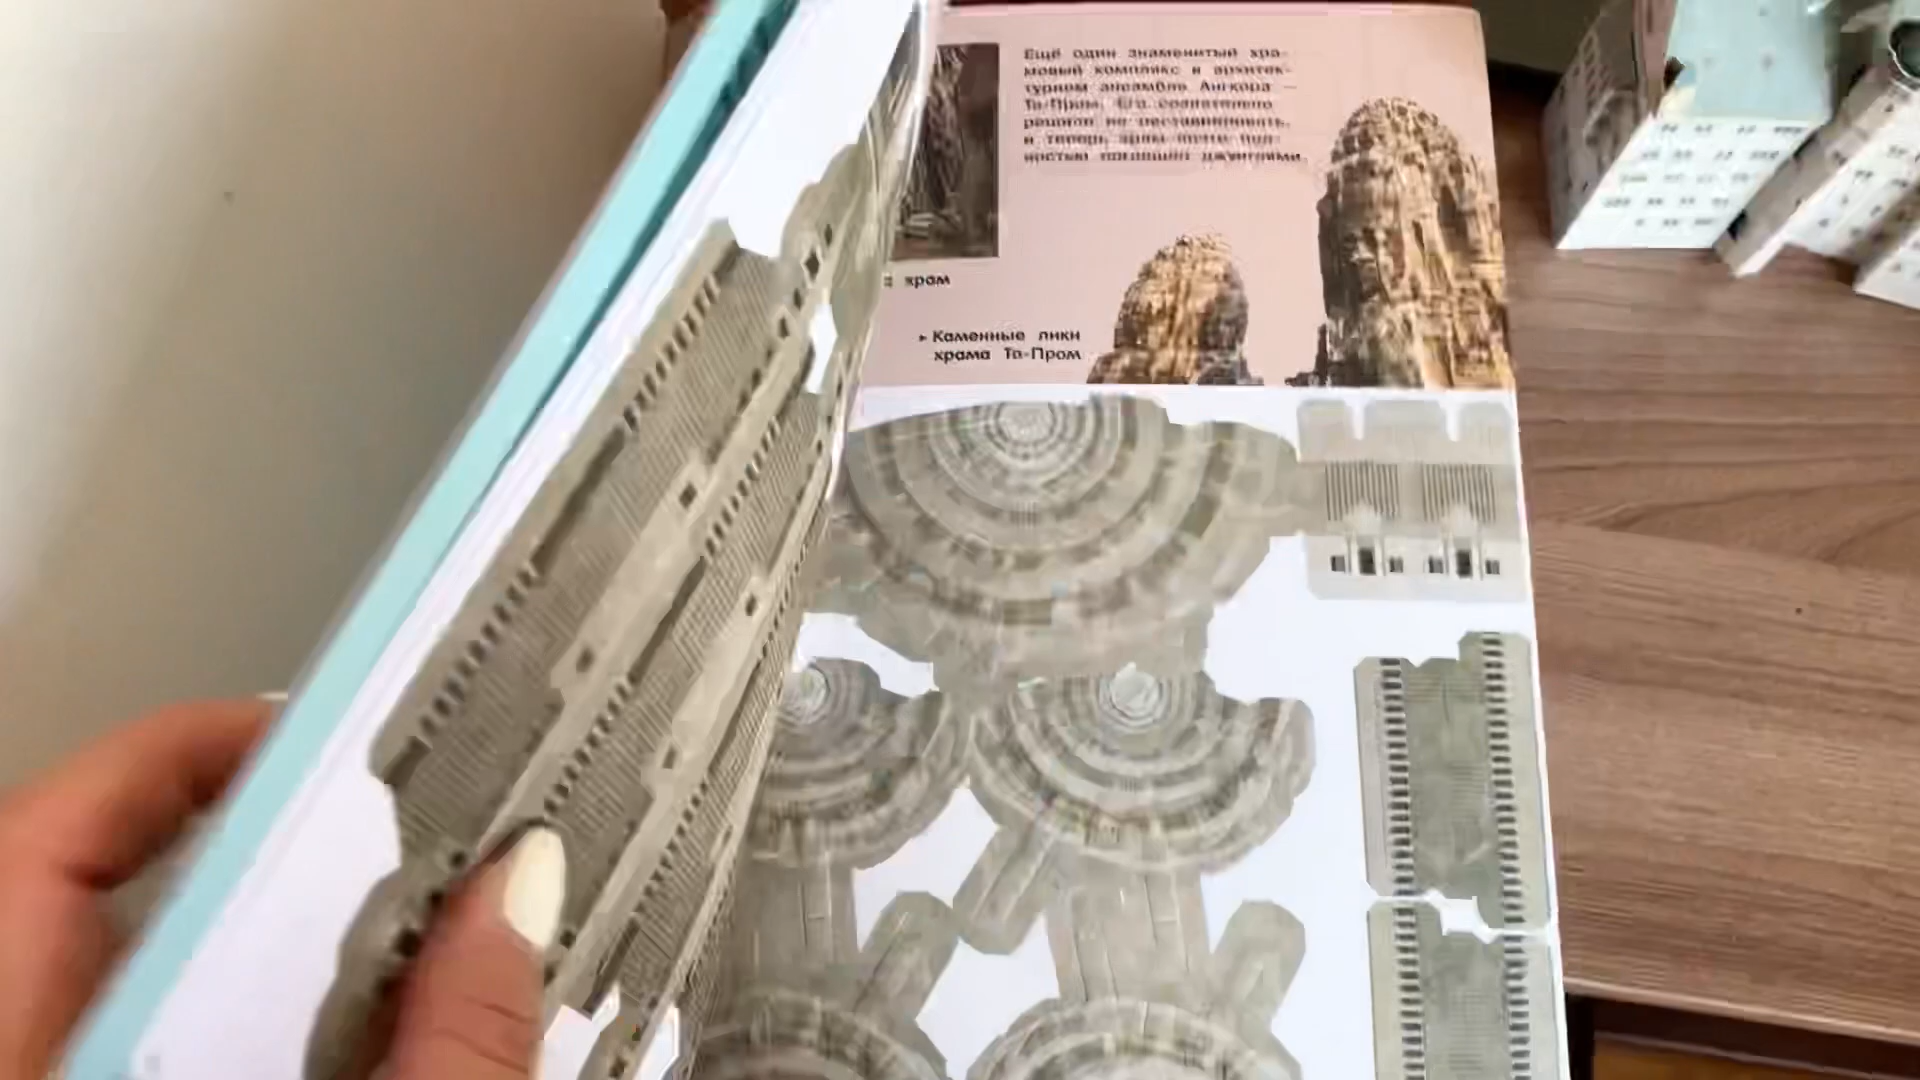 Ещё один знаменитый хра-
мовый комплекс в архитек-
турном ансамбле Ангкора —
Та-Пром. Его сознательно
решили не реставрировать,
и теперь храм почти пол-
ностью поглощён джунглями.
храм
▸ Каменные лики
храма Та-Пром